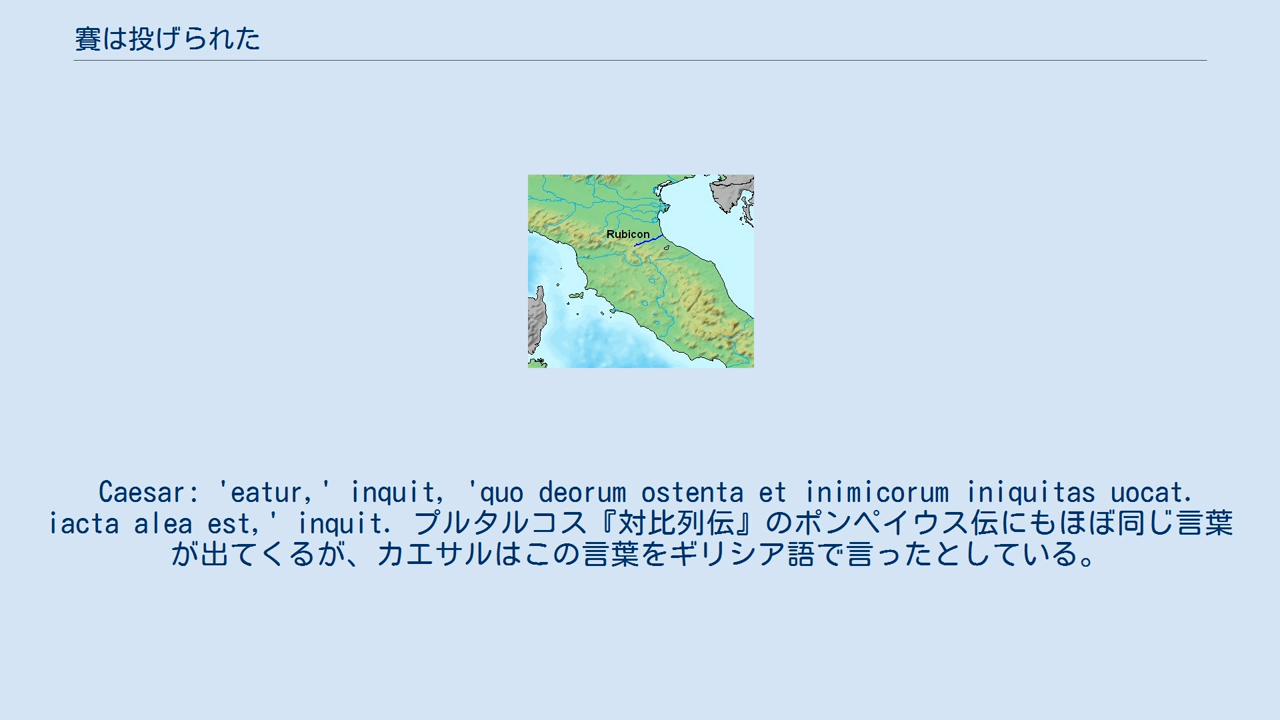 賽は投げられた
Rubicon
Caesar: 'eatur,' inquit, 'quo deorum ostenta et inimicorum iniquitas uocat.
iacta alea est,' inquit. プルタルコス『対比列伝』のポンペイウス伝にもほぼ同じ言葉
が出てくるが、カエサルはこの言葉をギリシア語で言ったとしている。